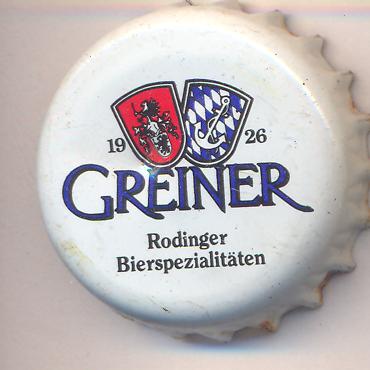 19 26
GREINER
Rodinger
Bierspezialitäten